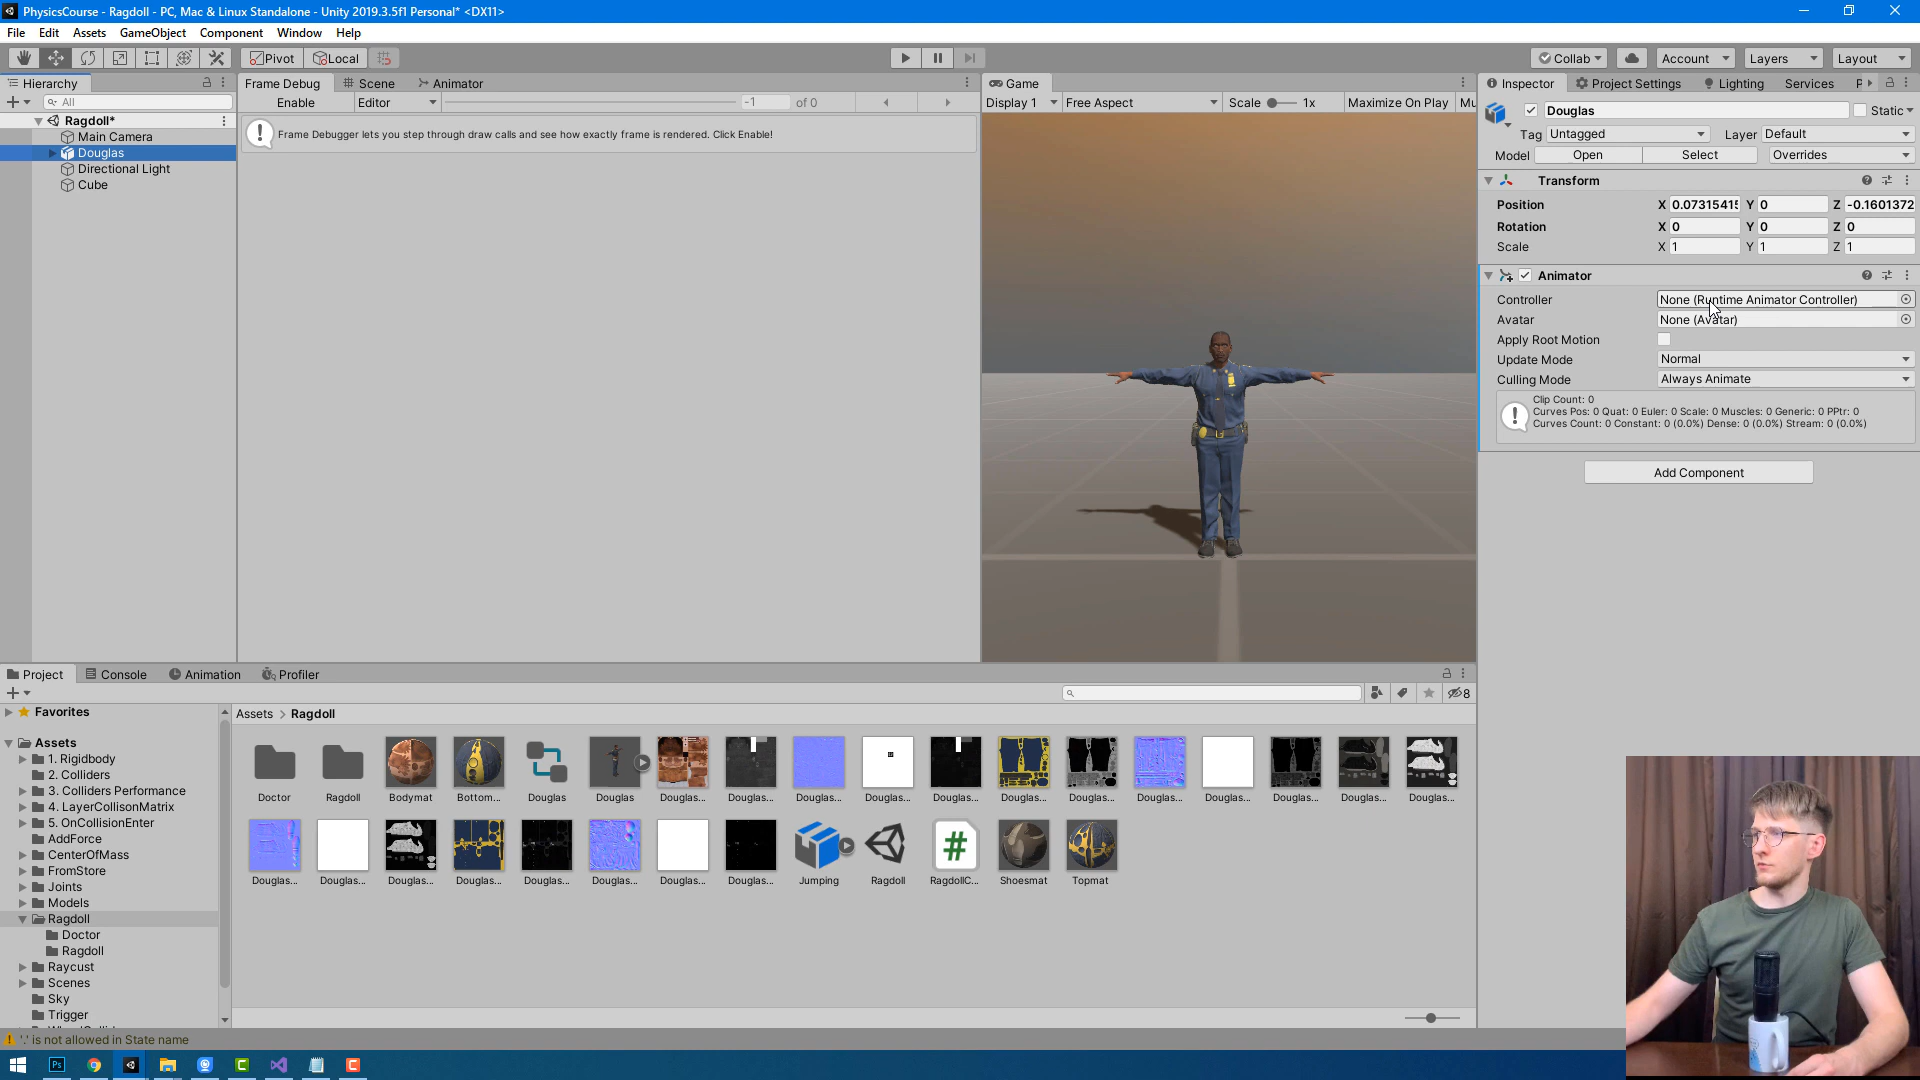 PhysicsCourse - Ragdoll - PC, Mac & Linux Standalone - Unity 2019.3.5f1 Personal* <DX11>
File Edit Assets GameObject Component Window Help
Pivot Local Collab Account Layers Layout
Hierarchy
All
Ragdoll*
Main Camera
Douglas
Directional Light
Cube
Frame Debug Scene Animator
Enable Editor -1 of 0
Frame Debugger lets you step through draw calls and see how exactly frame is rendered. Click Enable!
Game
Display 1 Free Aspect Scale 1x Maximize On Play Mu
Inspector Project Settings Lighting Services P
Douglas Static
Tag Untagged Layer Default
Model Open Select Overrides
Transform
Position X 0.07315415 Y 0 Z -0.1601372
Rotation X 0 Y 0 Z 0
Scale X 1 Y 1 Z 1
Animator
Controller None (Runtime Animator Controller)
Avatar None (Avatar)
Apply Root Motion
Update Mode Normal
Culling Mode Always Animate
Clip Count: 0
Curves Pos: 0 Quat: 0 Euler: 0 Scale: 0 Muscles: 0 Generic: 0 PPtr: 0
Curves Count: 0 Constant: 0 (0.0%) Dense: 0 (0.0%) Stream: 0 (0.0%)
Add Component
Project Console Animation Profiler
8
Favorites
Assets
1. Rigidbody
2. Colliders
3. Colliders Performance
4. LayerCollisonMatrix
5. OnCollisionEnter
AddForce
CenterOfMass
FromStore
Joints
Models
Ragdoll
Doctor
Ragdoll
Raycust
Scenes
Sky
Trigger
Assets > Ragdoll
Doctor Ragdoll Bodymat Bottom... Douglas Douglas Douglas... Douglas... Douglas... Douglas... Douglas... Douglas... Douglas... Douglas... Douglas... Douglas... Douglas... Douglas...
Douglas... Douglas... Douglas... Douglas... Douglas... Douglas... Douglas... Douglas... Jumping Ragdoll RagdollC... Shoesmat Topmat
'.' is not allowed in State name